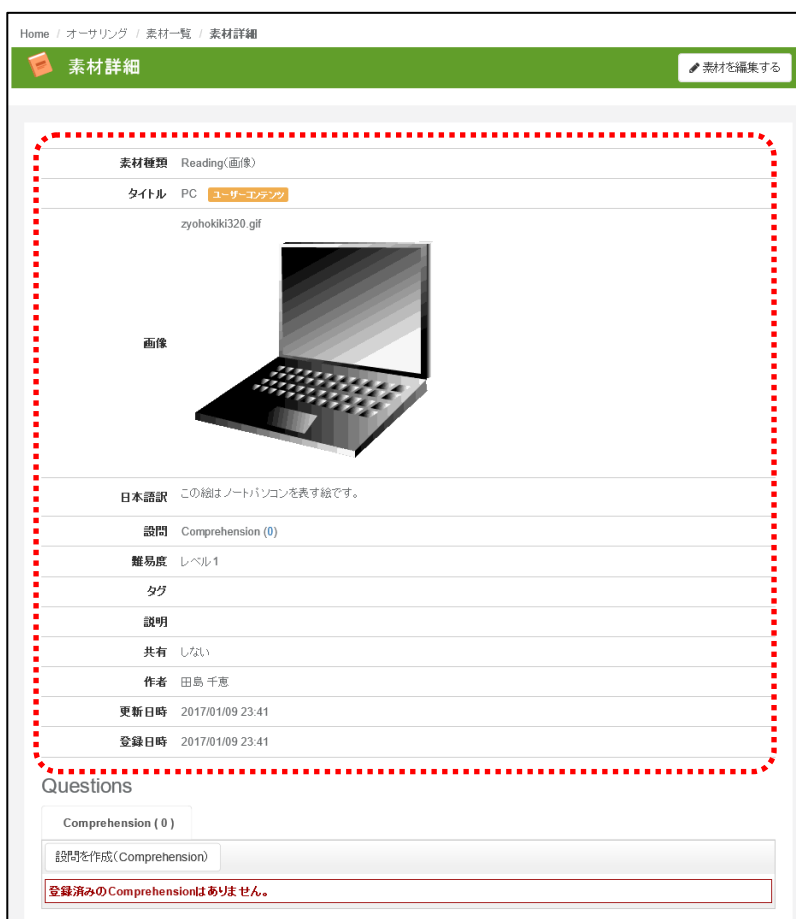 Home / オーサリング / 素材一覧 / 素材詳細
素材詳細
素材を編集する
素材種類 Reading(画像)
タイトル PC ユーザーコンテンツ
zyohokiki320.gif
画像
日本語訳 この絵はノートパソコンを表す絵です。
設問 Comprehension (0)
難易度 レベル1
タグ
説明
共有 しない
作者 田島 千恵
更新日時 2017/01/09 23:41
登録日時 2017/01/09 23:41
Questions
Comprehension ( 0 )
設問を作成(Comprehension)
登録済みのComprehensionはありません。